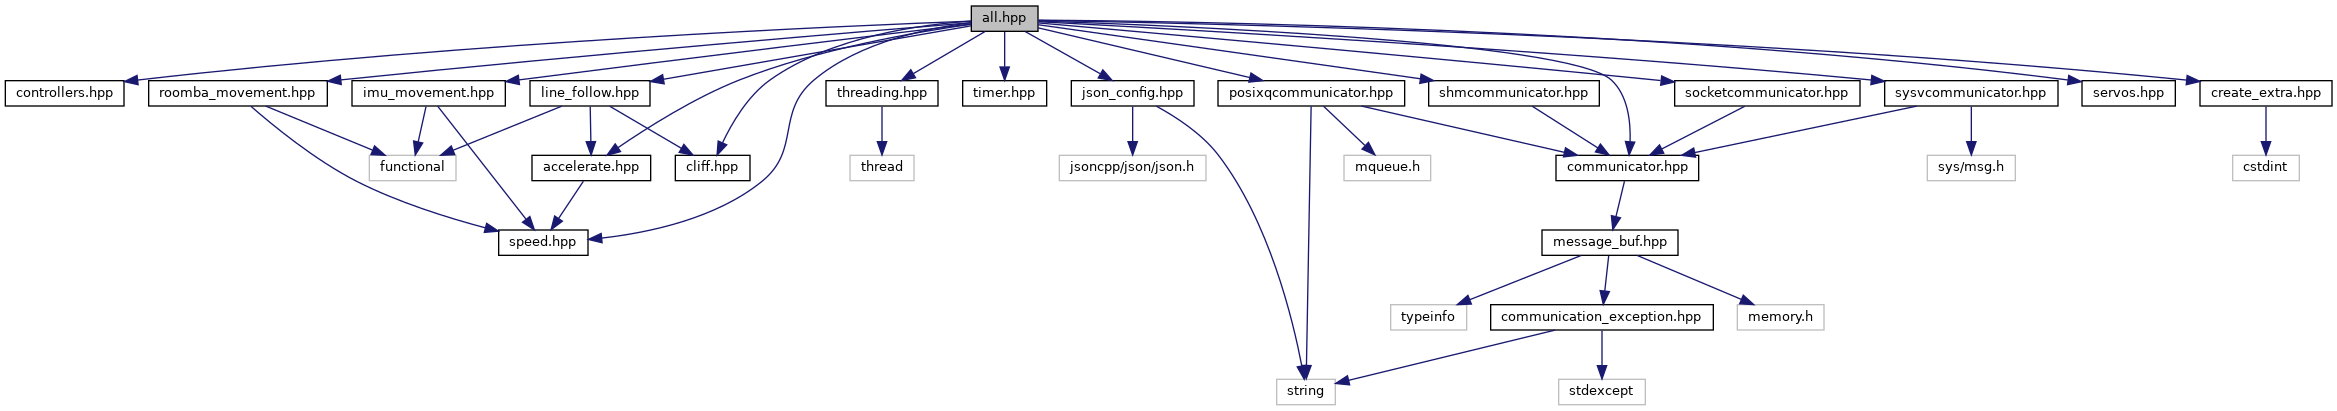 all.hpp
controllers.hpp
roomba_movement.hpp
imu_movement.hpp
line_follow.hpp
threading.hpp
timer.hpp
json_config.hpp
posixqcommunicator.hpp
shmcommunicator.hpp
socketcommunicator.hpp
sysvcommunicator.hpp
servos.hpp
create_extra.hpp
functional
accelerate.hpp
cliff.hpp
thread
jsoncpp/json/json.h
mqueue.h
communicator.hpp
sys/msg.h
cstdint
speed.hpp
message_buf.hpp
typeinfo
communication_exception.hpp
memory.h
string
stdexcept